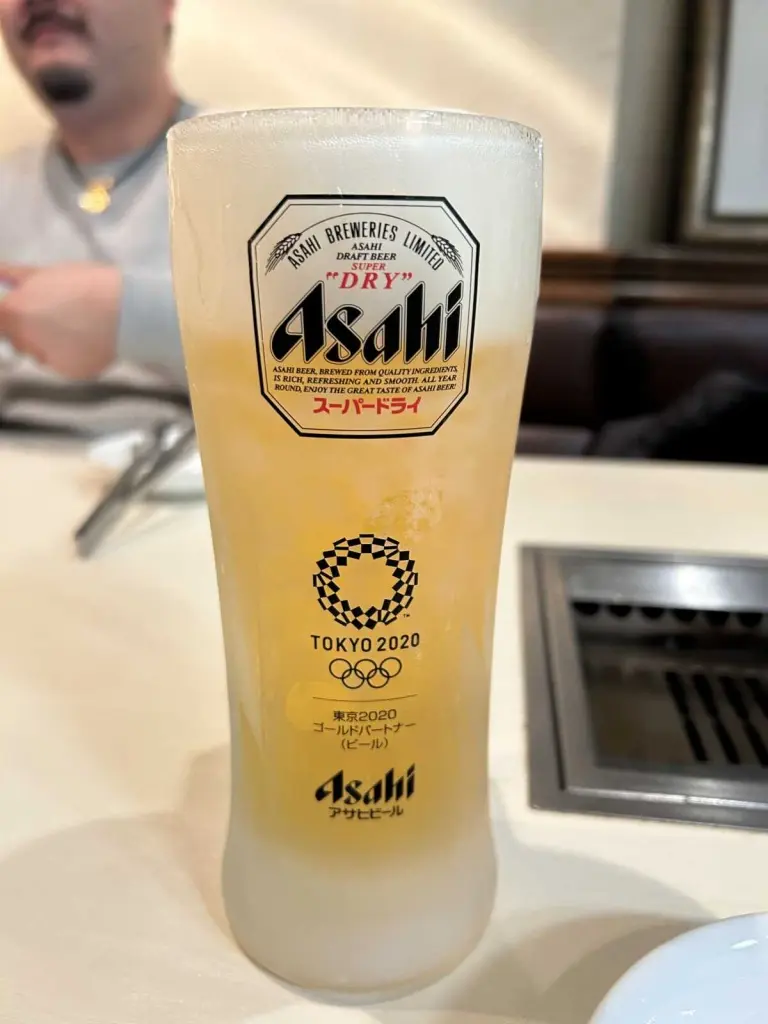 ASAHI BREWERIES LIMITED
ASAHI
DRAFT BEER
SUPER
"DRY"
Asahi
ASAHI BEER, BREWED FROM QUALITY INGREDIENTS,
IS RICH, REFRESHING AND SMOOTH. ALL YEAR
ROUND, ENJOY THE GREAT TASTE OF ASAHI BEER!
スーパードライ
TM
TOKYO 2020
東京2020
ゴールドパートナー
(ビール)
Asahi
アサヒビール